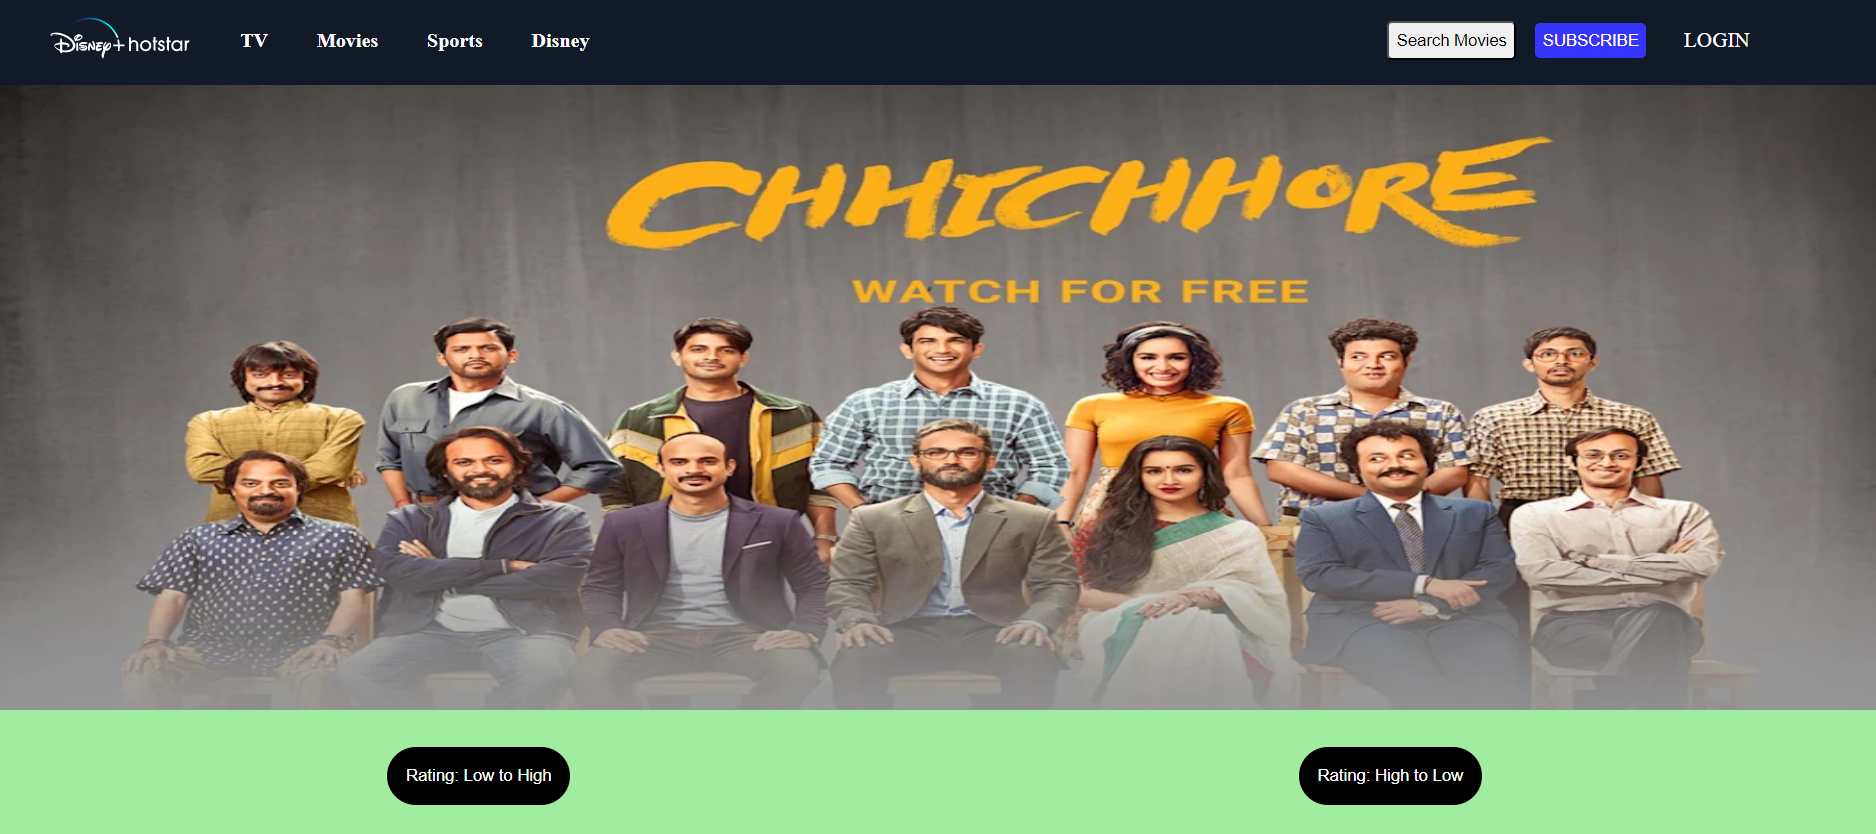 Disney+ hotstar TV Movies Sports Disney Search Movies SUBSCRIBE LOGIN
CHHICHHORE
WATCH FOR FREE
Rating: Low to High Rating: High to Low